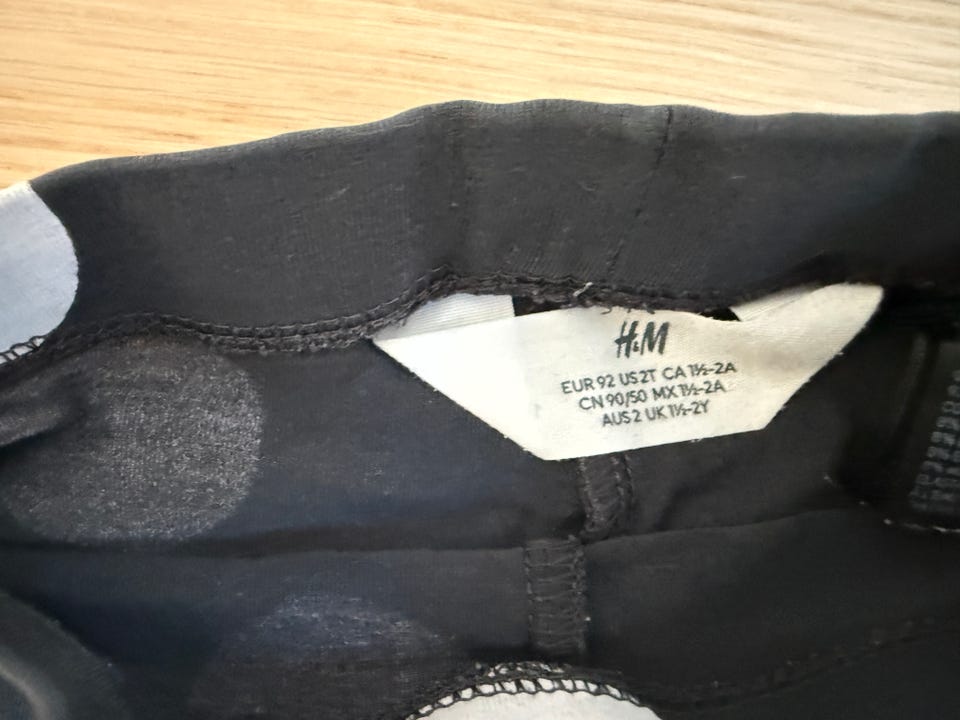 H&M
EUR 92 US 2T CA 1½-2A
CN 90/50 MX 1½-2A
AUS 2 UK 1½-2Y